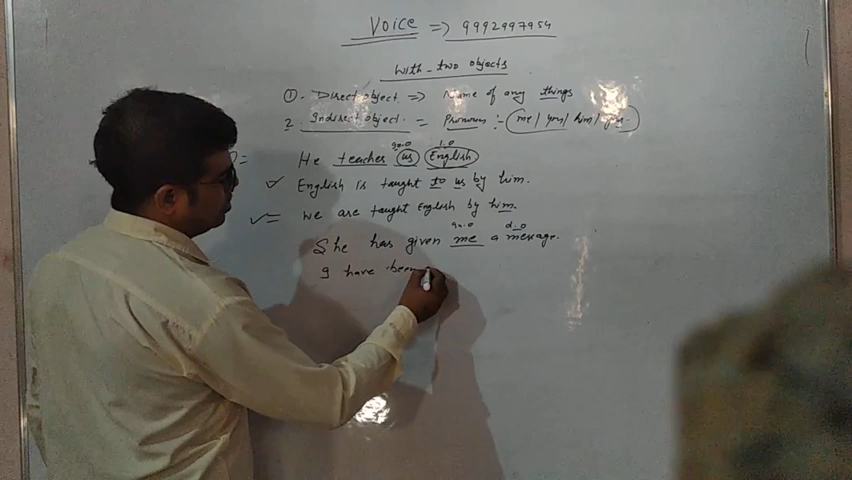 Voice => 9992997954
With - two objects
①. Direct object => Name of any things
2. Indirect object. = Pronoun :- (me / you / him / you)
He teaches us English
✓ English is taught to us by him.
✓ = We are taught English by him.
She has given me a message.
I have been